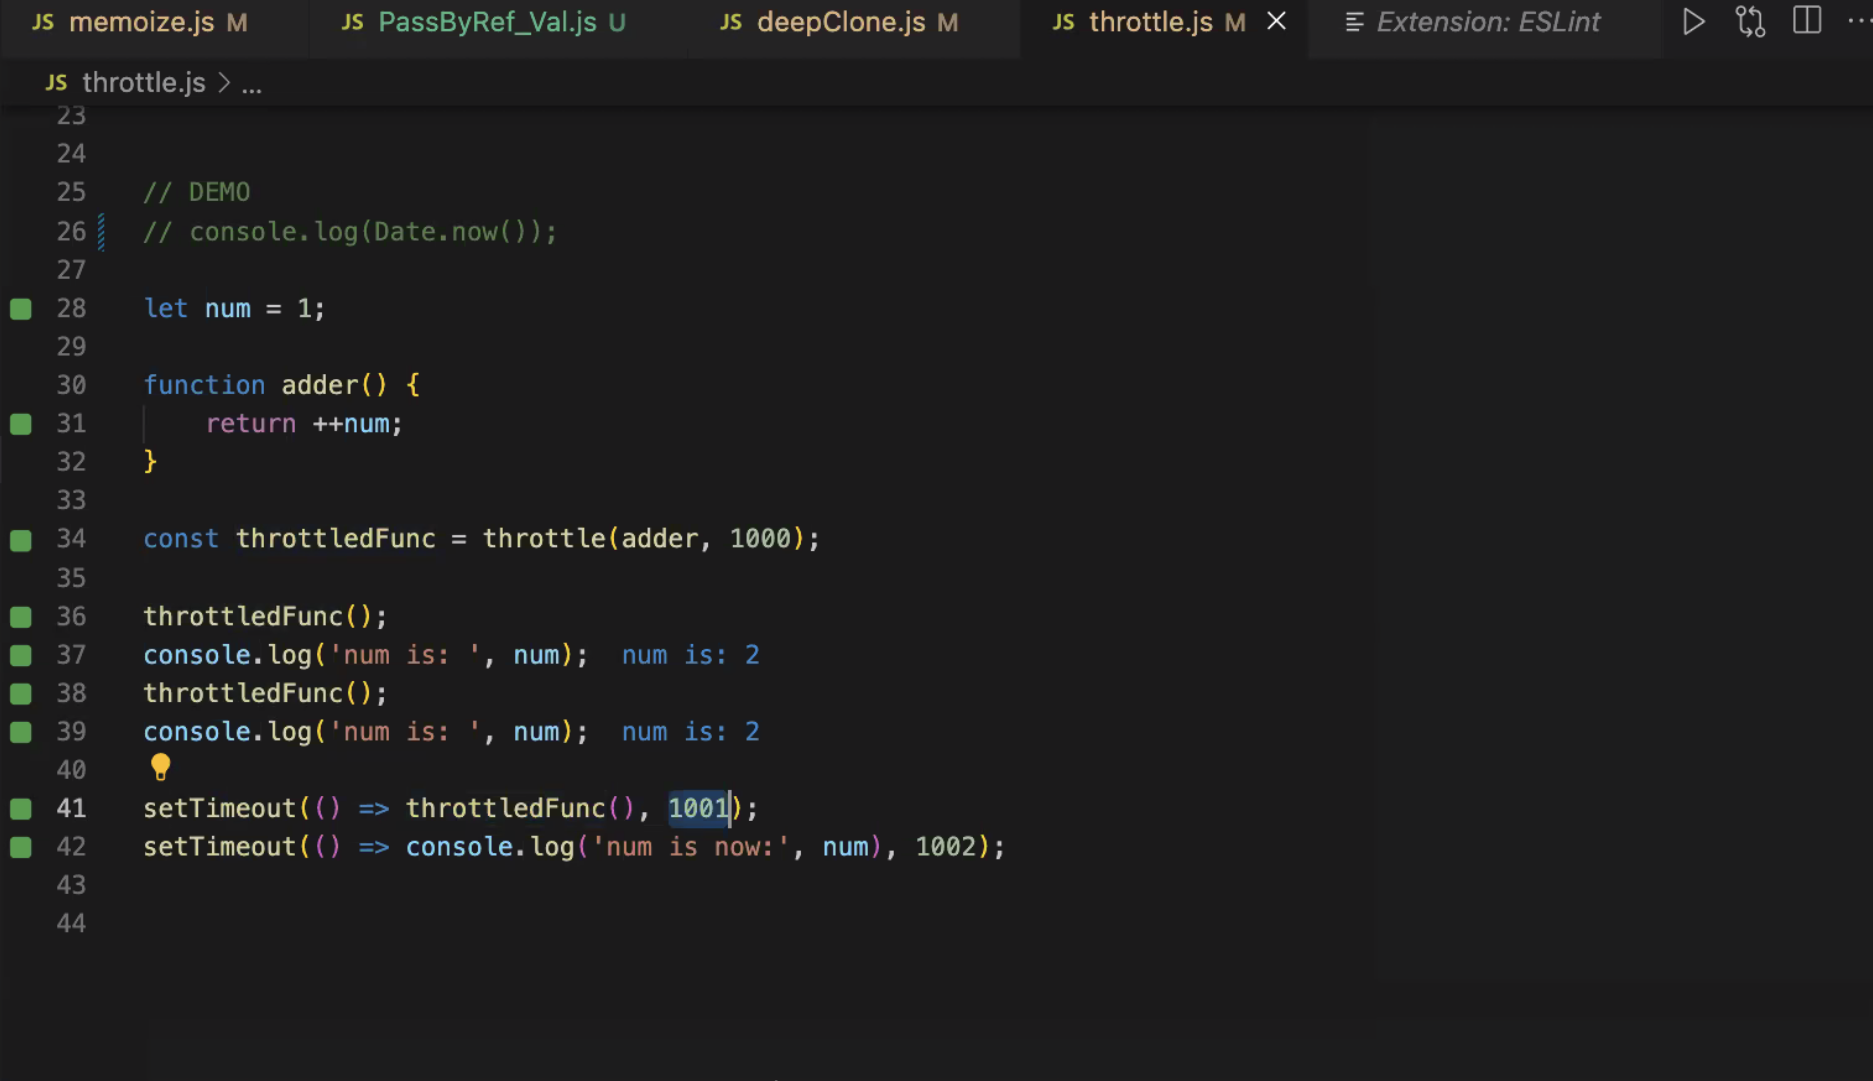 JS memoize.js M JS PassByRef_Val.js U JS deepClone.js M JS throttle.js M Extension: ESLint
JS throttle.js > ...
23
24
25 // DEMO
26 // console.log(Date.now());
27
28 let num = 1;
29
30 function adder() {
31 return ++num;
32 }
33
34 const throttledFunc = throttle(adder, 1000);
35
36 throttledFunc();
37 console.log('num is: ', num); num is: 2
38 throttledFunc();
39 console.log('num is: ', num); num is: 2
40
41 setTimeout(() => throttledFunc(), 1001);
42 setTimeout(() => console.log('num is now:', num), 1002);
43
44